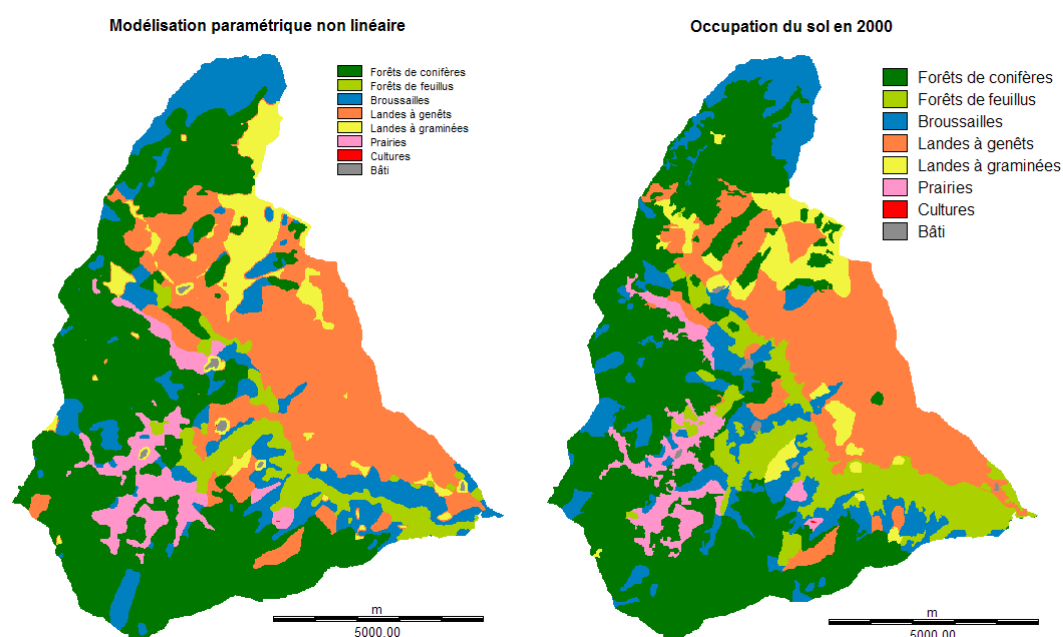 Modélisation paramétrique non linéaire
Forêts de conifères
Forêts de feuillus
Broussailles
Landes à genêts
Landes à graminées
Prairies
Cultures
Bâti
m
5000.00
Occupation du sol en 2000
Forêts de conifères
Forêts de feuillus
Broussailles
Landes à genêts
Landes à graminées
Prairies
Cultures
Bâti
m
5000.00